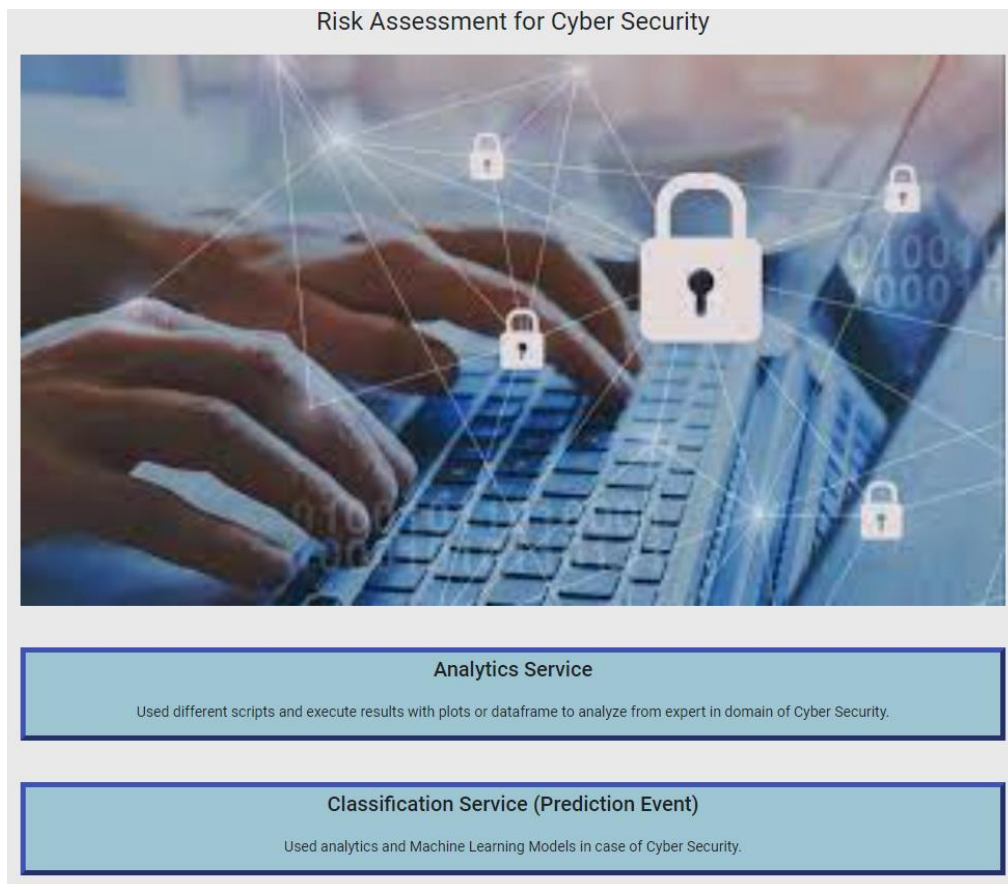 Risk Assessment for Cyber Security
010010
100010
Analytics Service
Used different scripts and execute results with plots or dataframe to analyze from expert in domain of Cyber Security.
Classification Service (Prediction Event)
Used analytics and Machine Learning Models in case of Cyber Security.